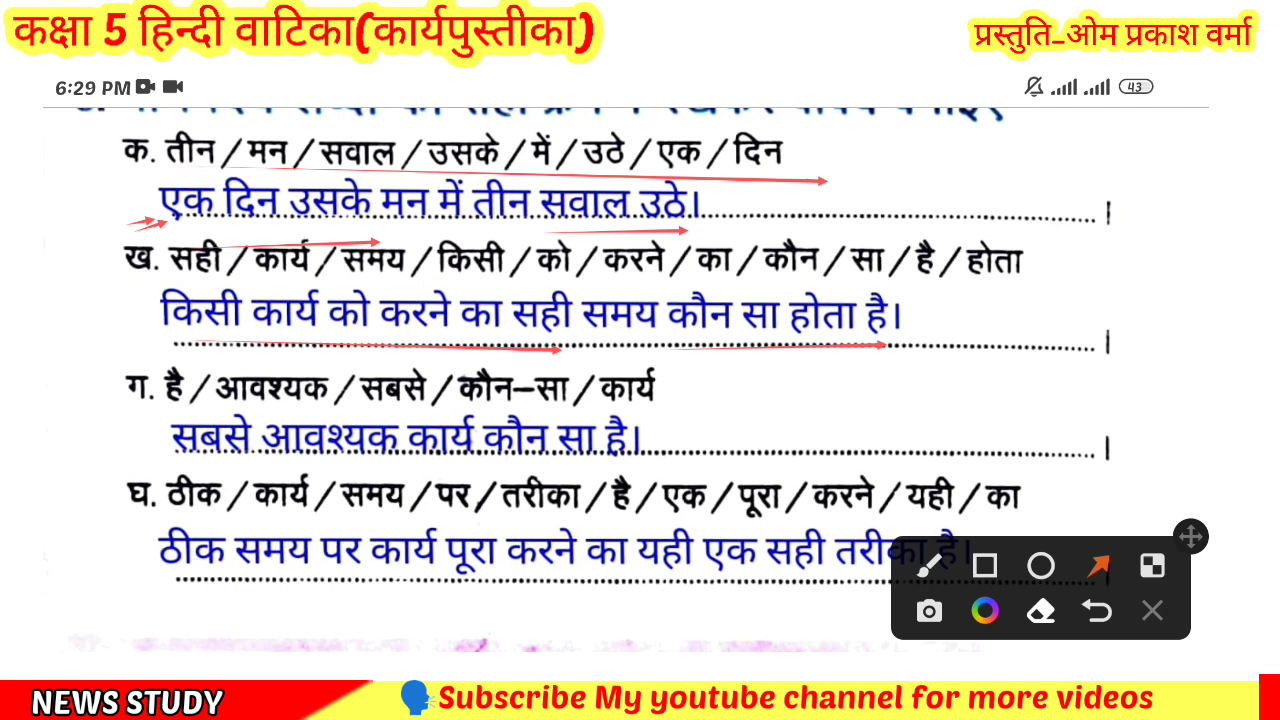 कक्षा 5 हिन्दी वाटिका(कार्यपुस्तीका)
प्रस्तुति-ओम प्रकाश वर्मा
6:29 PM
43
क. तीन / मन / सवाल / उसके / में / उठे / एक / दिन
एक दिन उसके मन में तीन सवाल उठे।
ख. सही / कार्य / समय / किसी / को / करने / का / कौन / सा / है / होता
किसी कार्य को करने का सही समय कौन सा होता है।
ग. है / आवश्यक / सबसे / कौन–सा / कार्य
सबसे आवश्यक कार्य कौन सा है।
घ. ठीक / कार्य / समय / पर / तरीका / है / एक / पूरा / करने / यही / का
ठीक समय पर कार्य पूरा करने का यही एक सही तरीका है।
NEWS STUDY
Subscribe My youtube channel for more videos